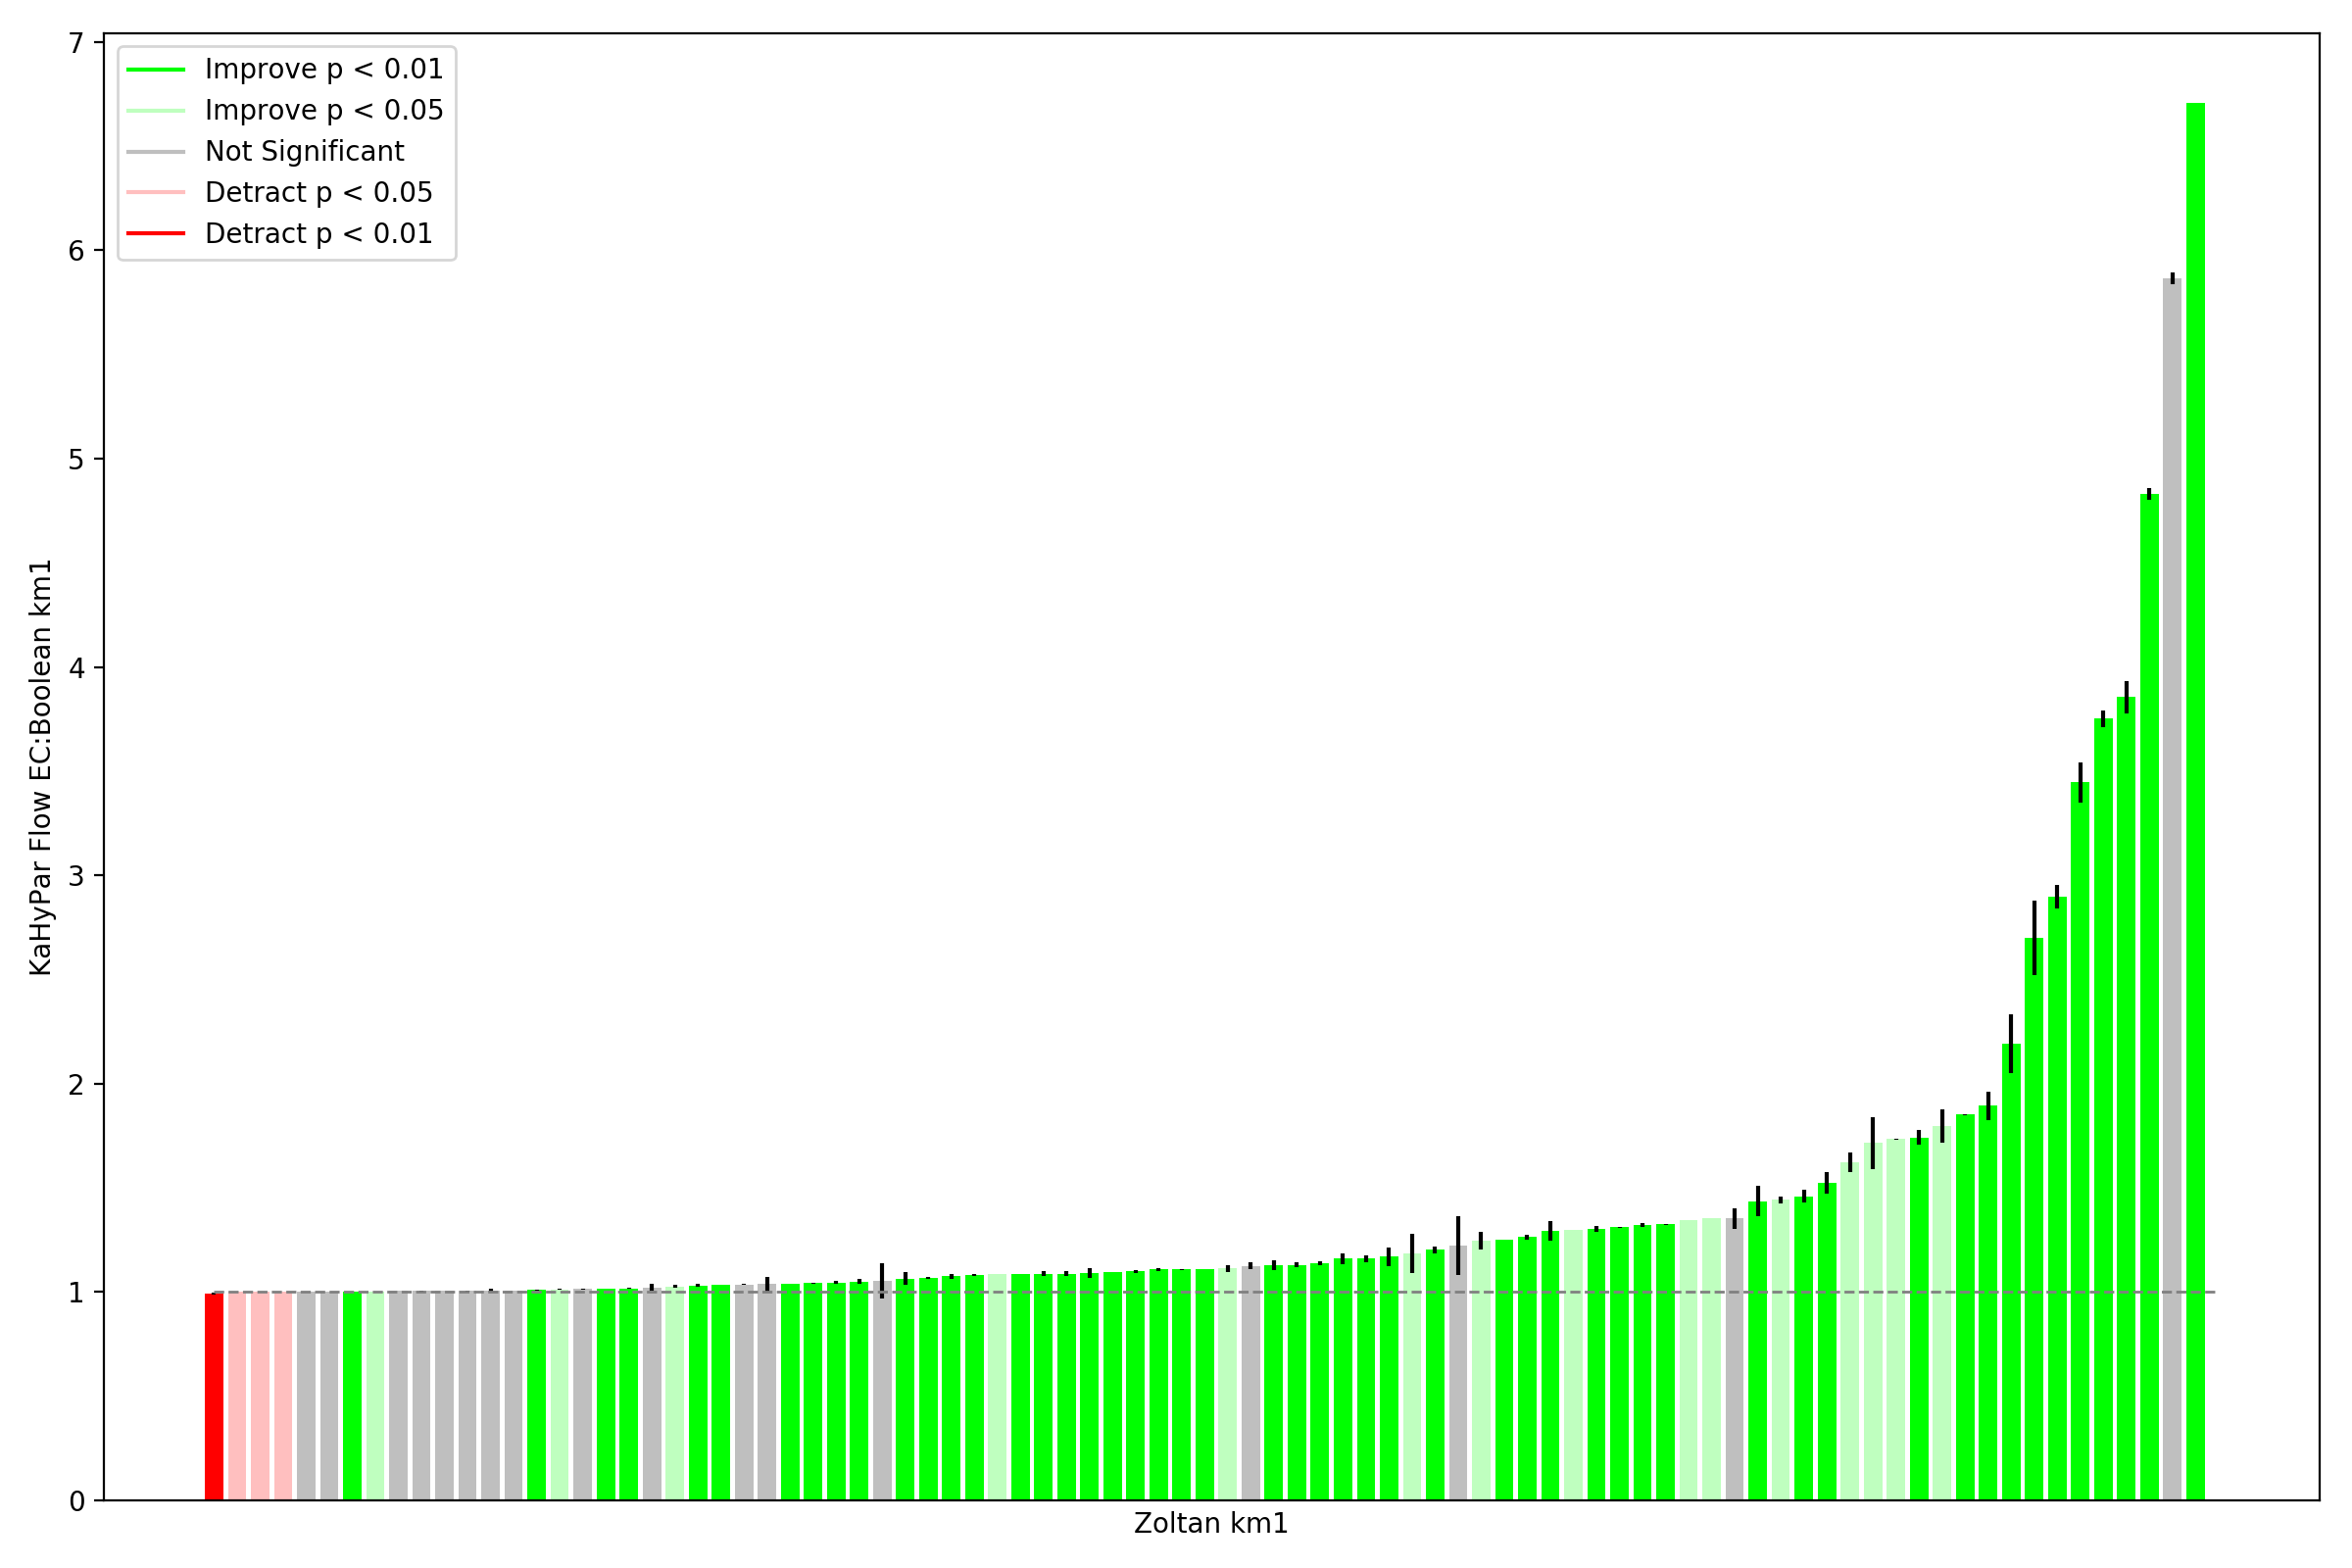 7
6
5
4
3
2
1
0
Improve p < 0.01
Improve p < 0.05
Not Significant
Detract p < 0.05
Detract p < 0.01
KaHyPar Flow EC:Boolean km1
Zoltan km1